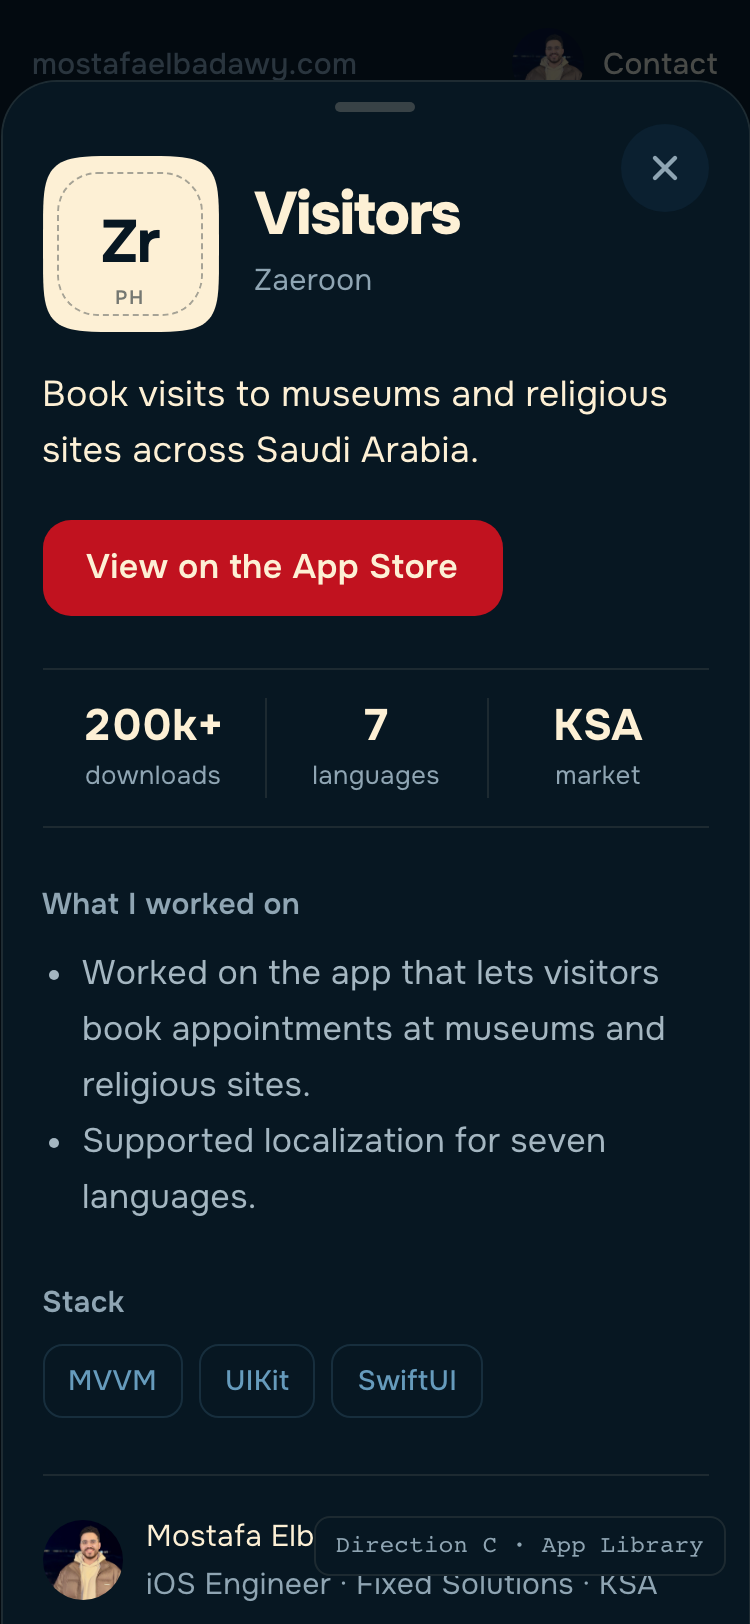 mostafaelbadawy.com
Contact
Zr
PH
Visitors
Zaeroon
Book visits to museums and religious
sites across Saudi Arabia.
View on the App Store
200k+
downloads
7
languages
KSA
market
What I worked on
• Worked on the app that lets visitors
book appointments at museums and
religious sites.
• Supported localization for seven
languages.
Stack
MVVM
UIKit
SwiftUI
Mostafa Elb
Direction C · App Library
iOS Engineer · Fixed Solutions · KSA